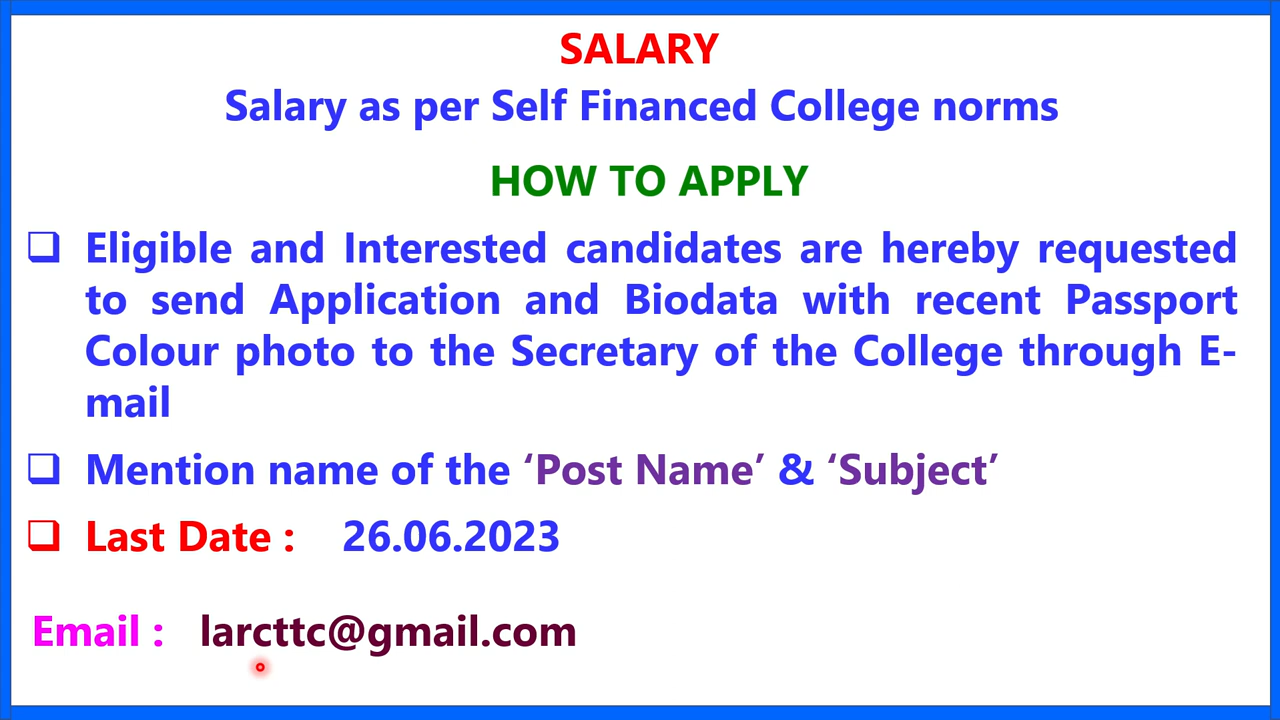 SALARY
Salary as per Self Financed College norms
HOW TO APPLY
❑ Eligible and Interested candidates are hereby requested
to send Application and Biodata with recent Passport
Colour photo to the Secretary of the College through E-
mail
❑ Mention name of the ‘Post Name’ & ‘Subject’
❑ Last Date : 26.06.2023
Email : larcttc@gmail.com